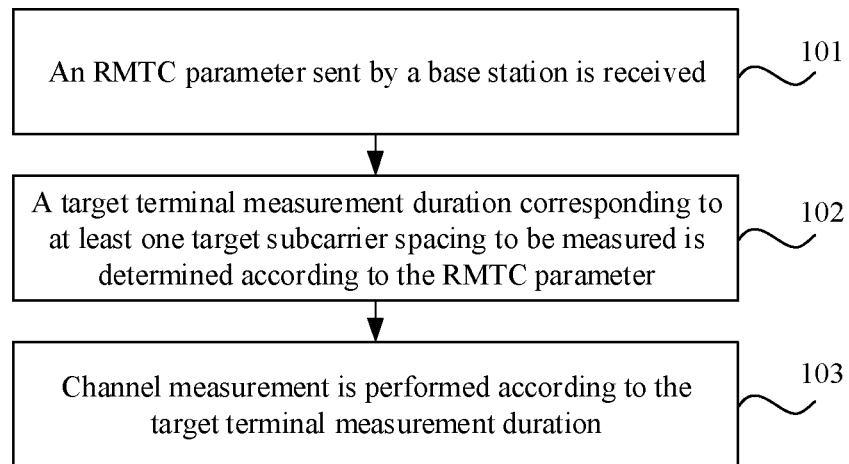 An RMTC parameter sent by a base station is received
101
A target terminal measurement duration corresponding to
at least one target subcarrier spacing to be measured is
determined according to the RMTC parameter
102
Channel measurement is performed according to the
target terminal measurement duration
103